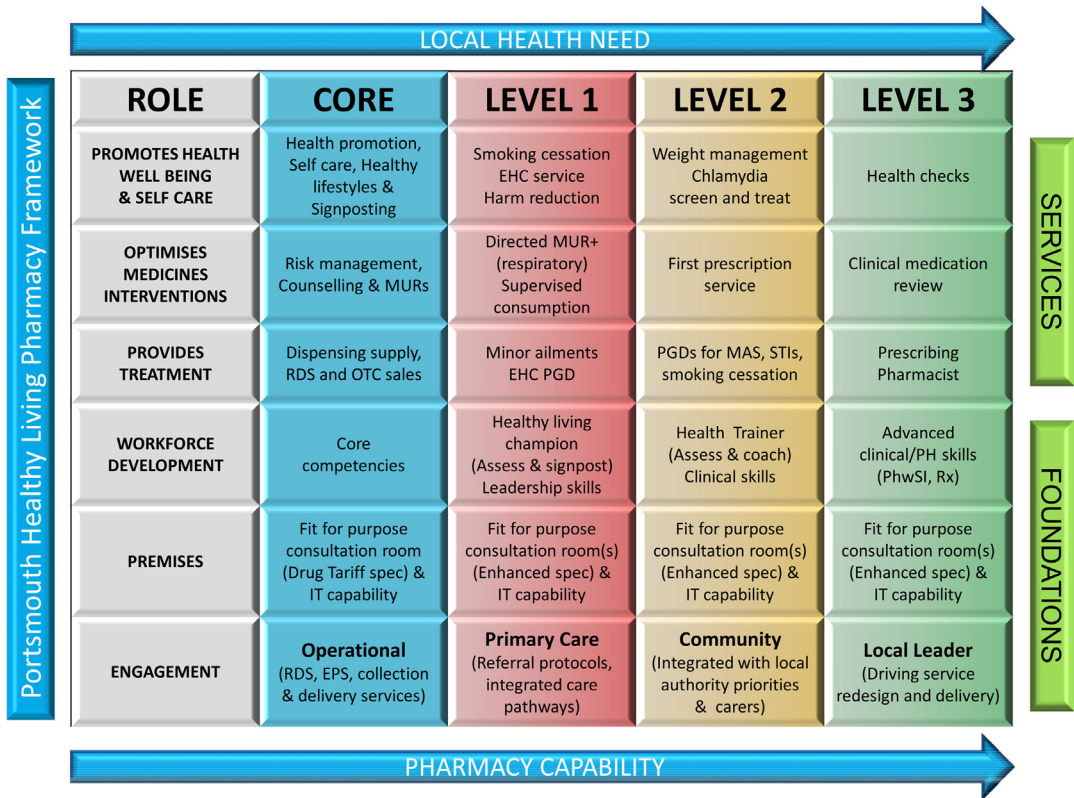 LOCAL HEALTH NEED
Portsmouth Healthy Living Pharmacy Framework
ROLE
CORE
LEVEL 1
LEVEL 2
LEVEL 3
PROMOTES HEALTH
WELL BEING
& SELF CARE
Health promotion,
Self care, Healthy
lifestyles &
Signposting
Smoking cessation
EHC service
Harm reduction
Weight management
Chlamydia
screen and treat
Health checks
OPTIMISES
MEDICINES
INTERVENTIONS
Risk management,
Counselling & MURs
Directed MUR+
(respiratory)
Supervised
consumption
First prescription
service
Clinical medication
review
PROVIDES
TREATMENT
Dispensing supply,
RDS and OTC sales
Minor ailments
EHC PGD
PGDs for MAS, STIs,
smoking cessation
Prescribing
Pharmacist
WORKFORCE
DEVELOPMENT
Core
competencies
Healthy living
champion
(Assess & signpost)
Leadership skills
Health Trainer
(Assess & coach)
Clinical skills
Advanced
clinical/PH skills
(PhwSI, Rx)
PREMISES
Fit for purpose
consultation room
(Drug Tariff spec) &
IT capability
Fit for purpose
consultation room(s)
(Enhanced spec) &
IT capability
Fit for purpose
consultation room(s)
(Enhanced spec) &
IT capability
Fit for purpose
consultation room(s)
(Enhanced spec) &
IT capability
ENGAGEMENT
Operational
(RDS, EPS, collection
& delivery services)
Primary Care
(Referral protocols,
integrated care
pathways)
Community
(Integrated with local
authority priorities
& carers)
Local Leader
(Driving service
redesign and delivery)
SERVICES
FOUNDATIONS
PHARMACY CAPABILITY